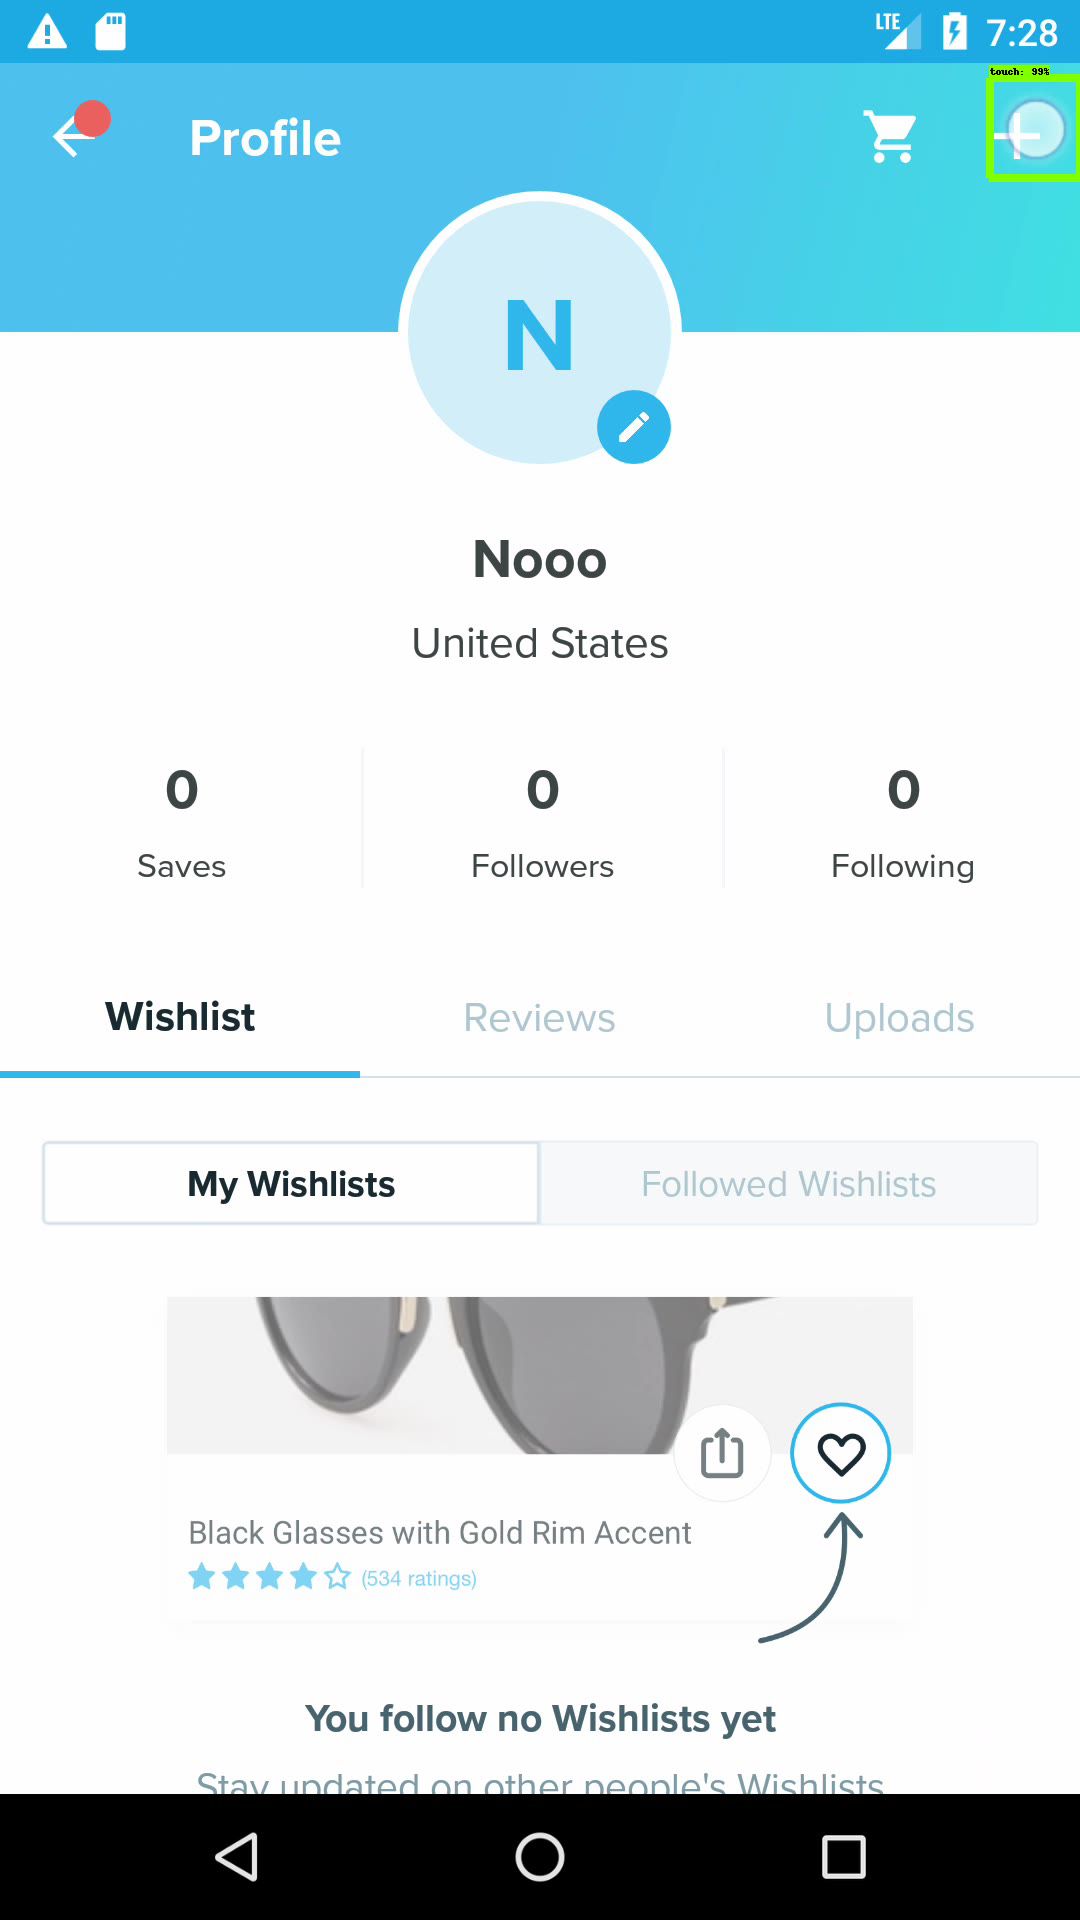 LTE 7:28
touch: 99%
Profile
N
Nooo
United States
0 0 0
Saves Followers Following
Wishlist Reviews Uploads
My Wishlists Followed Wishlists
Black Glasses with Gold Rim Accent
(534 ratings)
You follow no Wishlists yet
Stay updated on other people's Wishlists